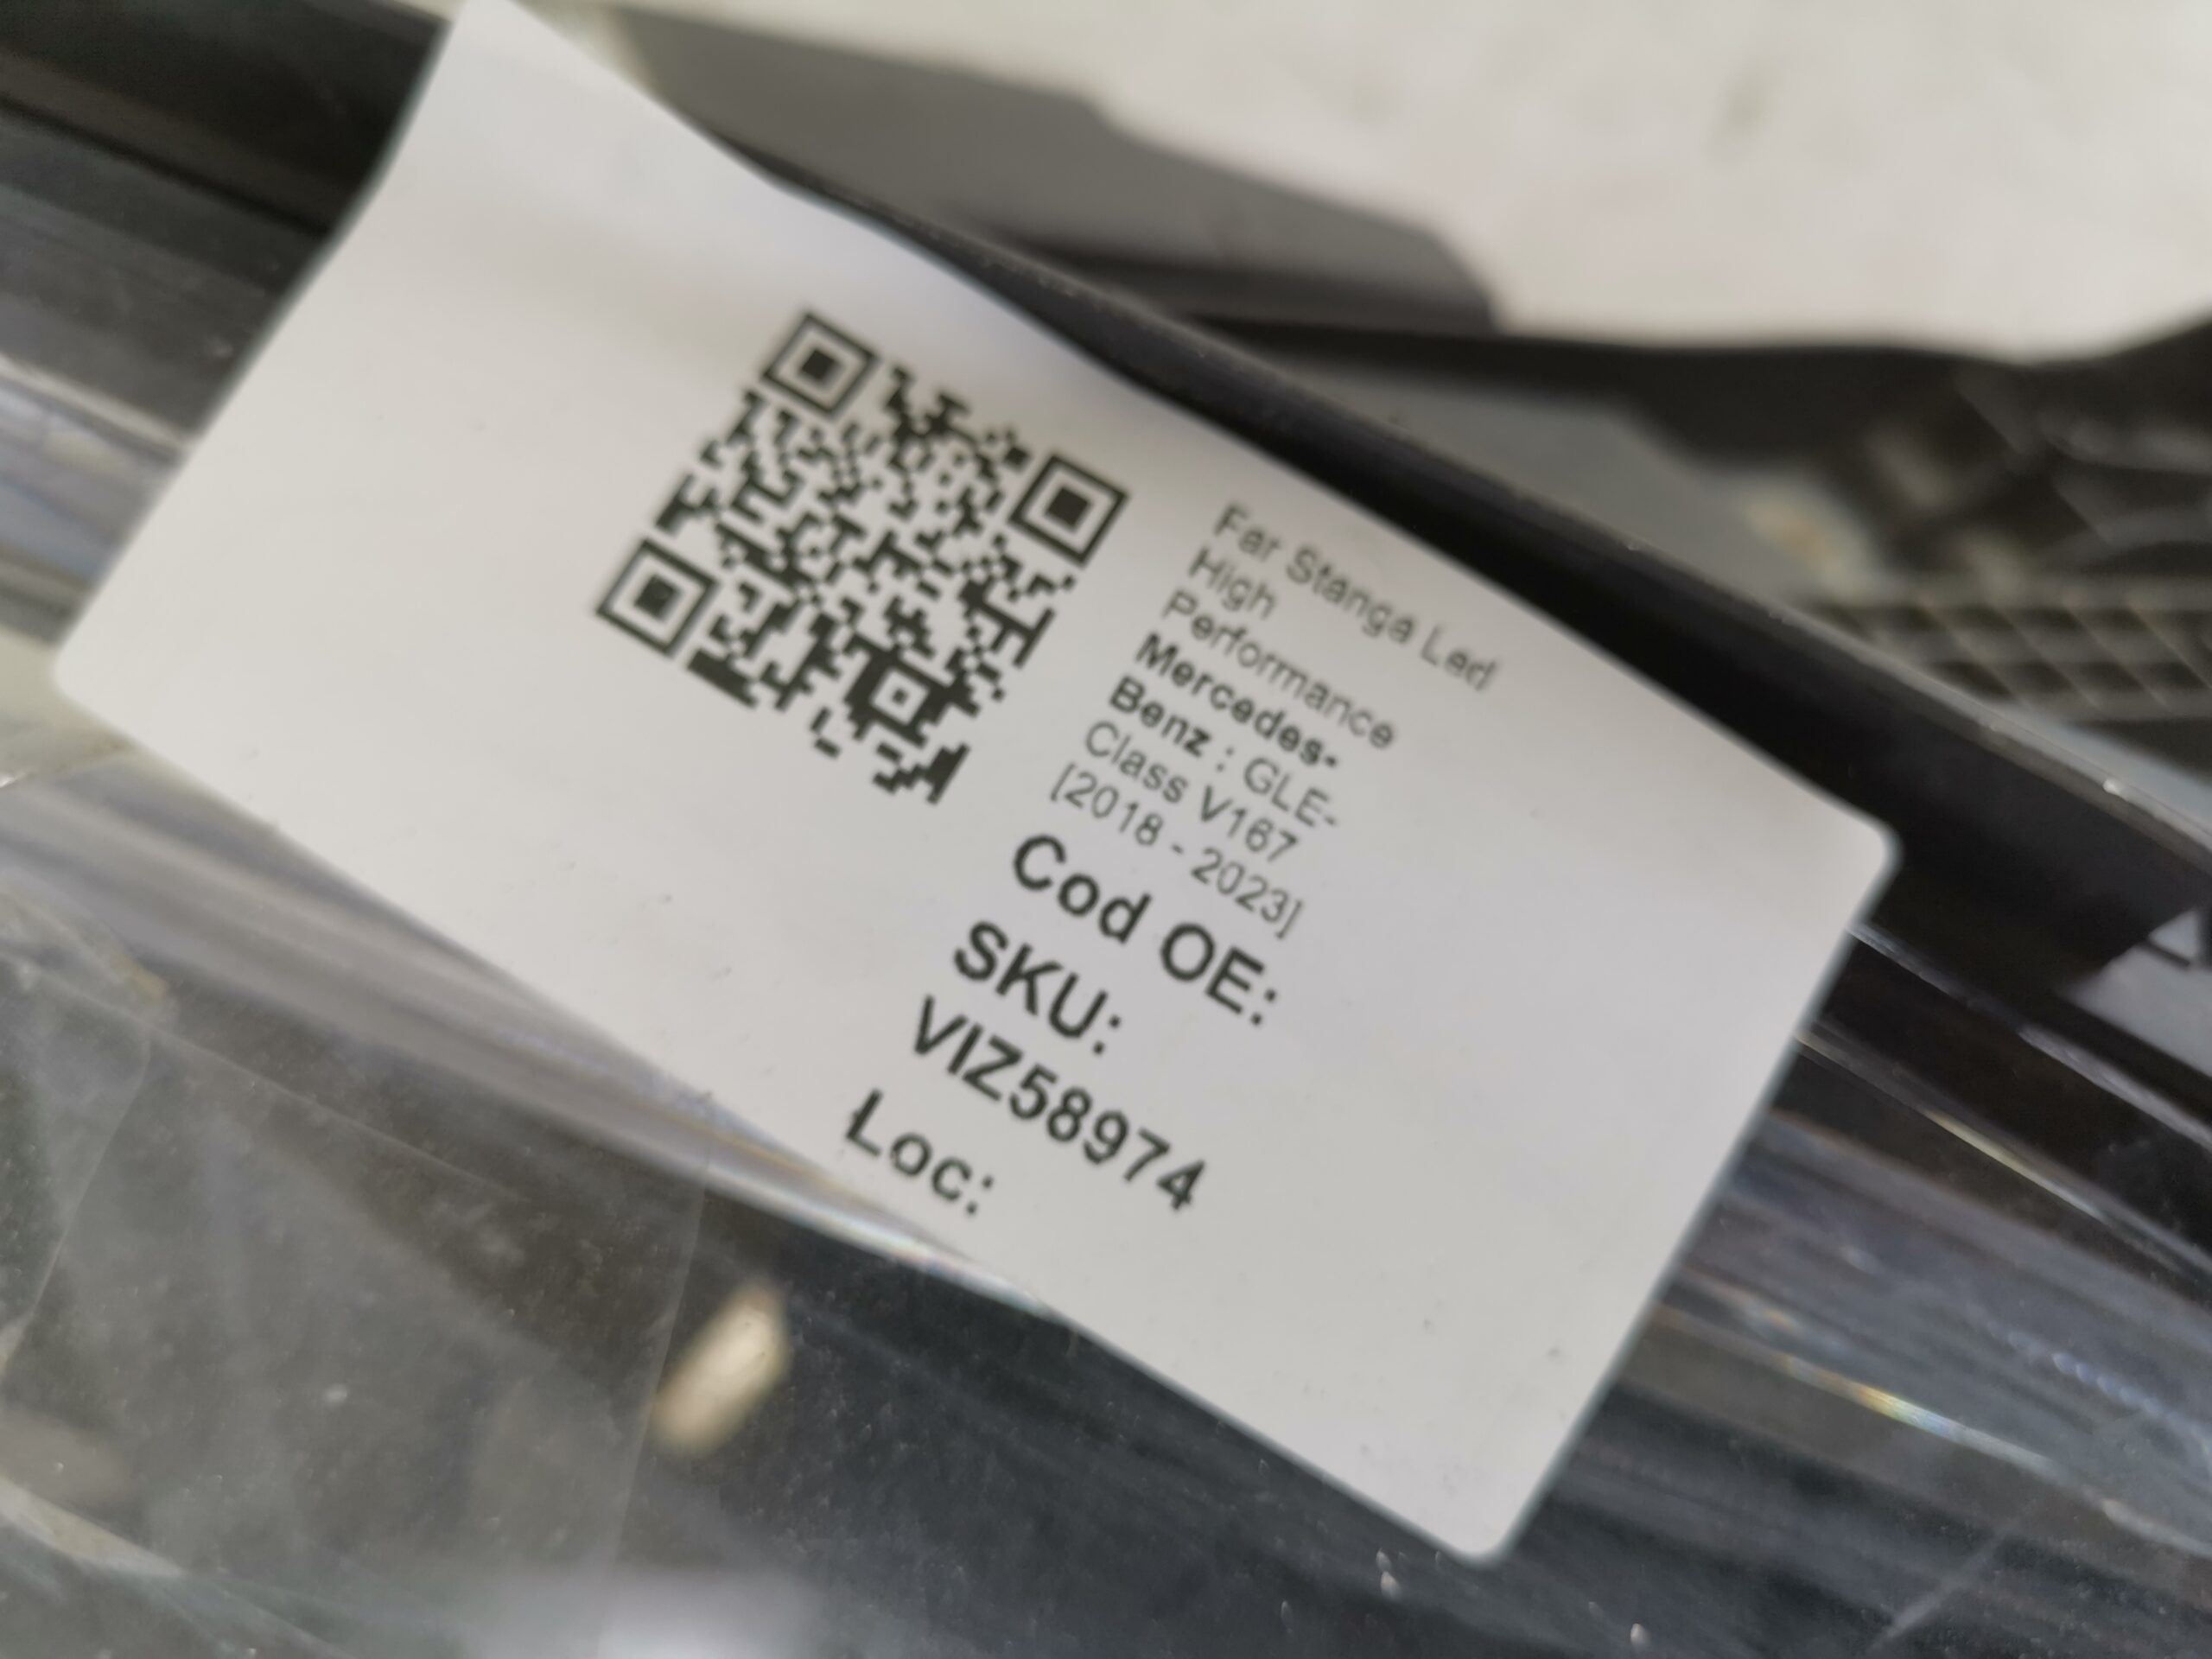 Far Stanga Led
High
Performance
Mercedes-
Benz : GLE-
Class V167
[2018 - 2023]
Cod OE:
SKU:
VIZ58974
Loc: